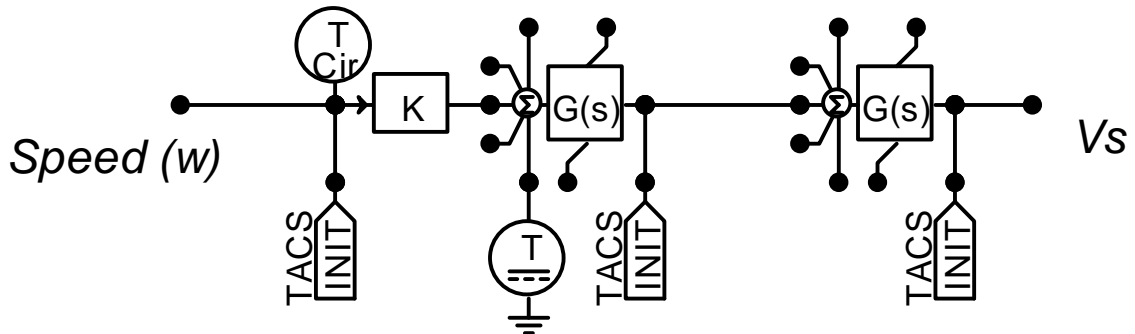 T
Cir
K
Σ
G(s)
Σ
G(s)
Speed (w)
Vs
TACS
INIT
T
TACS
INIT
TACS
INIT